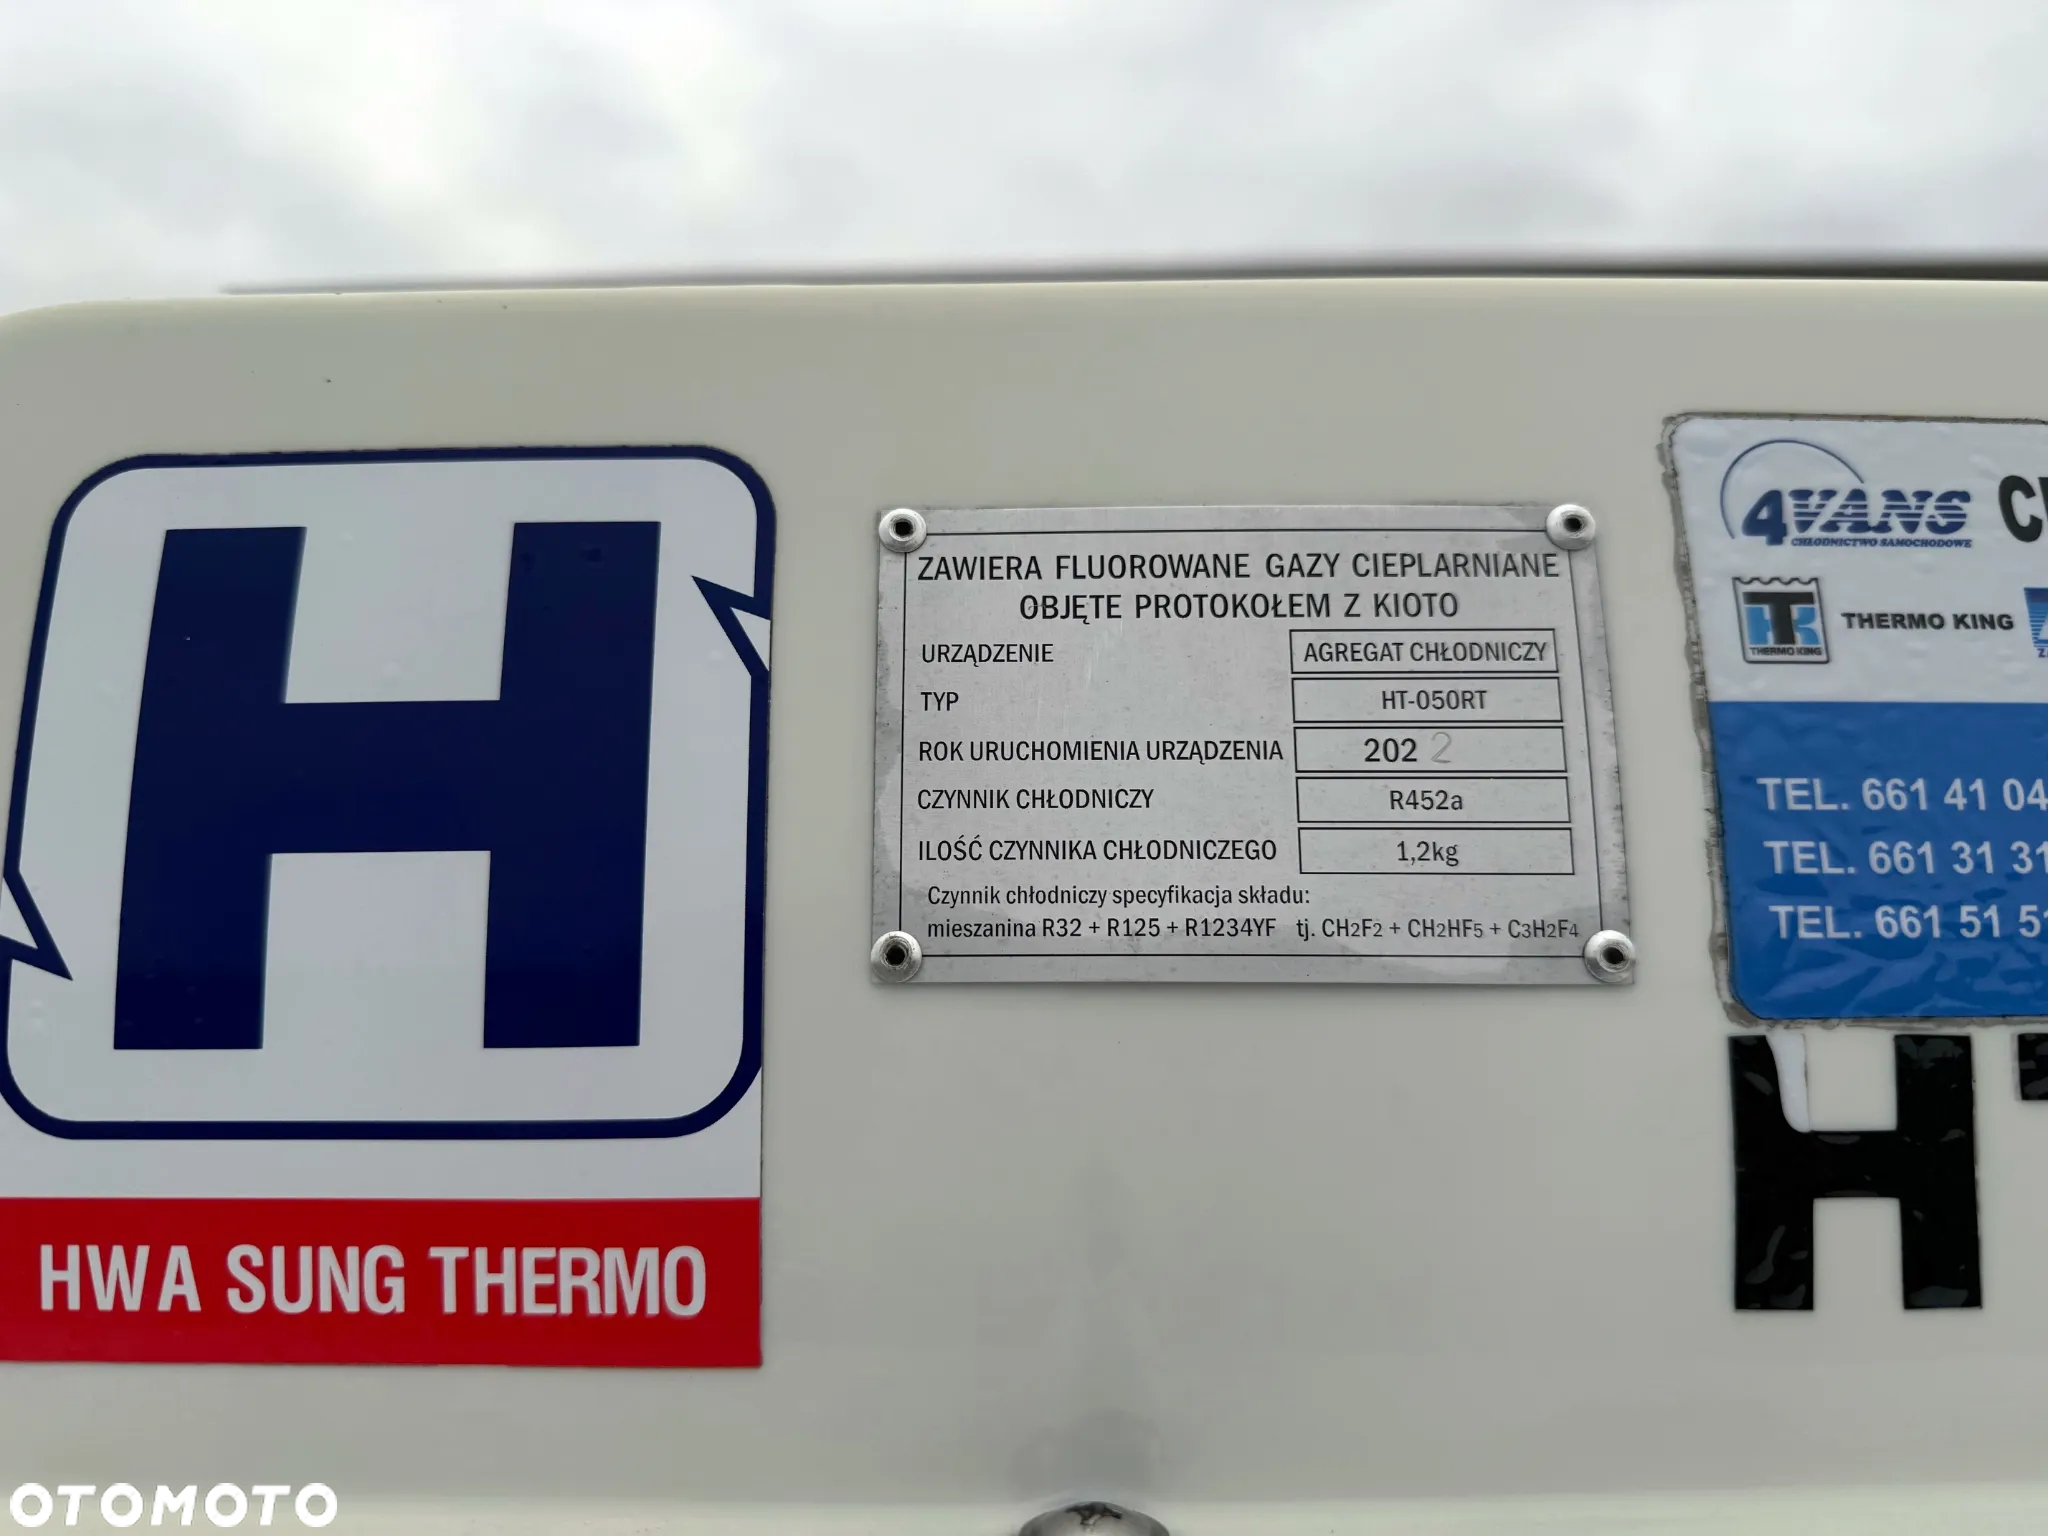 H
HWA SUNG THERMO
ZAWIERA FLUOROWANE GAZY CIEPLARNIANE
OBJĘTE PROTOKOŁEM Z KIOTO
URZĄDZENIE AGREGAT CHŁODNICZY
TYP HT-050RT
ROK URUCHOMIENIA URZĄDZENIA 2022
CZYNNIK CHŁODNICZY R452a
ILOŚĆ CZYNNIKA CHŁODNICZEGO 1,2kg
Czynnik chłodniczy specyfikacja składu:
mieszanina R32 + R125 + R1234YF tj. CH2F2 + CH2HF5 + C3H2F4
4VANS
CHŁODNICTWO SAMOCHODOWE
THERMO KING
THERMO KING
TEL. 661 41 04
TEL. 661 31 31
TEL. 661 51 51
H
OTOMOTO